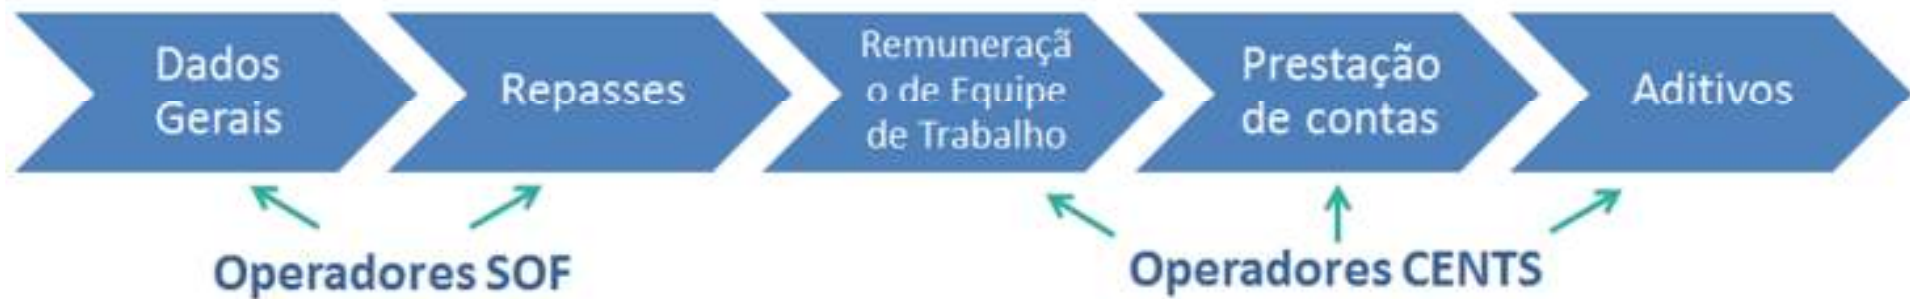 Dados
Gerais
Repasses
Remuneraçã
o de Equipe
de Trabalho
Prestação
de contas
Aditivos
Operadores SOF
Operadores CENTS